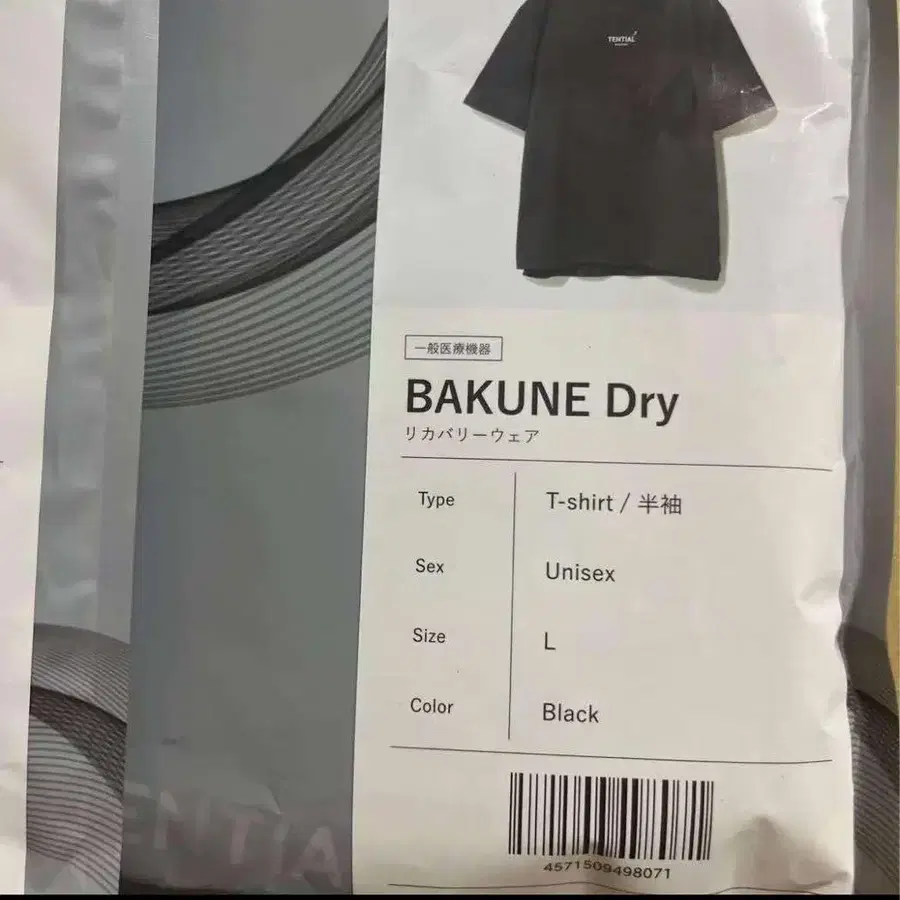 TENTIAL
一般医療機器
BAKUNE Dry
リカバリーウェア
Type T-shirt / 半袖
Sex Unisex
Size L
Color Black
4571509498071
ENTIA